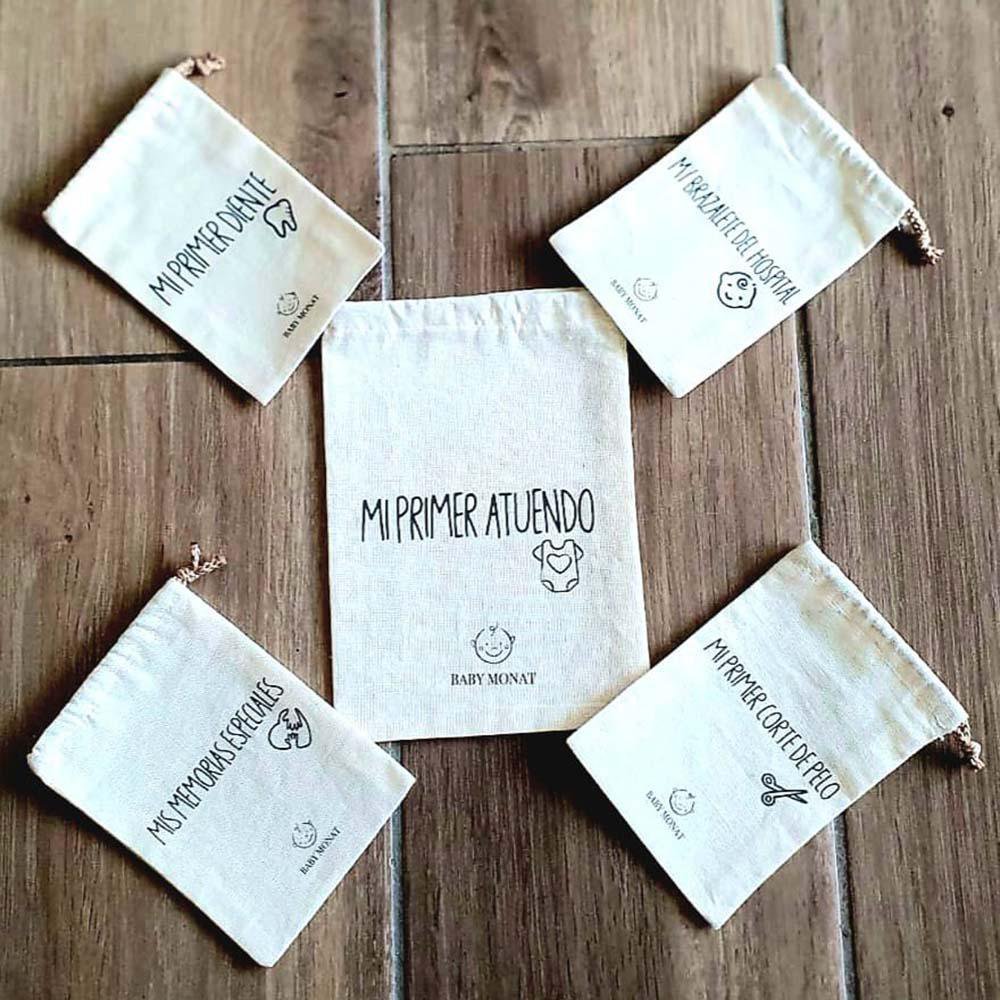 MI PRIMER DIENTE
BABY MONAT
MI BRAZALETE DEL HOSPITAL
BABY MONAT
MI PRIMER ATUENDO
BABY MONAT
MIS MEMORIAS ESPECIALES
BABY MONAT
MI PRIMER CORTE DE PELO
BABY MONAT